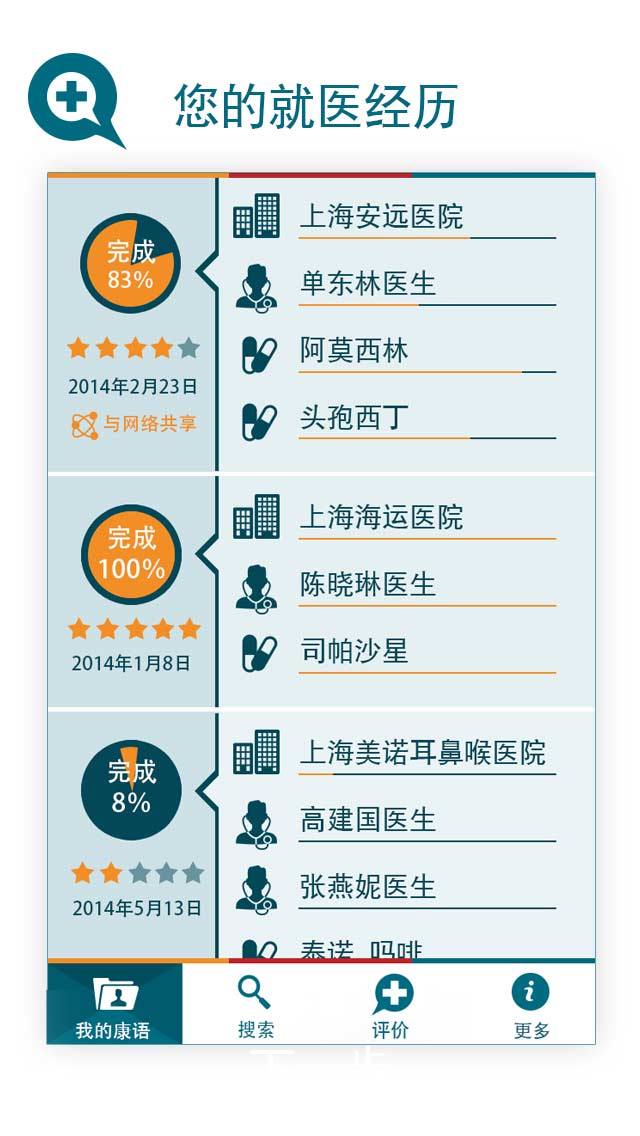 您的就医经历
完成
83%
2014年2月23日
与网络共享
上海安远医院
单东林医生
阿莫西林
头孢西丁
完成
100%
2014年1月8日
上海海运医院
陈晓琳医生
司帕沙星
完成
8%
2014年5月13日
上海美诺耳鼻喉医院
高建国医生
张燕妮医生
泰诺 吗啡
我的康语
搜索
评价
更多